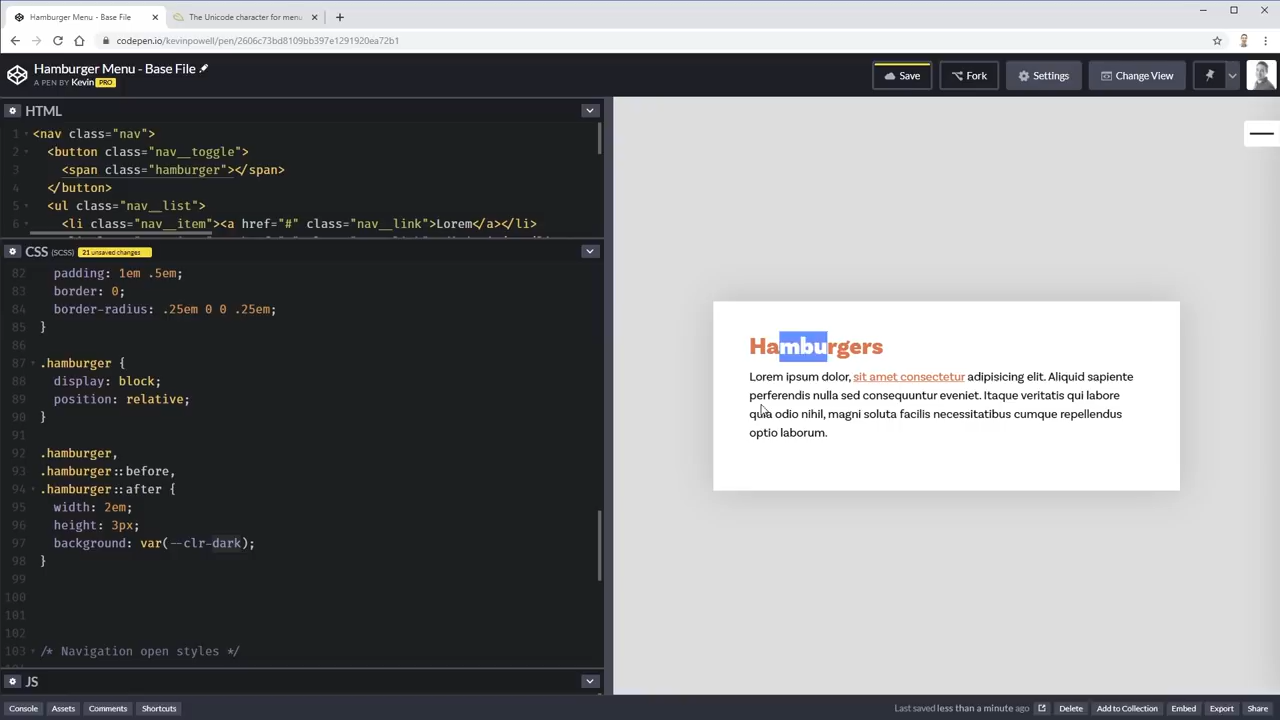 Hamburger Menu - Base File
The Unicode character for menu
codepen.io/kevinpowell/pen/2606c73bd8109bb397e1291920ea72b1
Hamburger Menu - Base File
A PEN BY Kevin PRO
Save
Fork
Settings
Change View
HTML
1 <nav class="nav">
2 <button class="nav__toggle">
3 <span class="hamburger"></span>
4 </button>
5 <ul class="nav__list">
6 <li class="nav__item"><a href="#" class="nav__link">Lorem</a></li>
CSS (SCSS) 21 unsaved changes
82 padding: 1em .5em;
83 border: 0;
84 border-radius: .25em 0 0 .25em;
85 }
86
87 .hamburger {
88 display: block;
89 position: relative;
90 }
91
92 .hamburger,
93 .hamburger::before,
94 .hamburger::after {
95 width: 2em;
96 height: 3px;
97 background: var(--clr-dark);
98 }
99
100
101
102
103 /* Navigation open styles */
JS
Hamburgers
Lorem ipsum dolor, sit amet consectetur adipisicing elit. Aliquid sapiente
perferendis nulla sed consequuntur eveniet. Itaque veritatis qui labore
quia odio nihil, magni soluta facilis necessitatibus cumque repellendus
optio laborum.
Console
Assets
Comments
Shortcuts
Last saved less than a minute ago
Delete
Add to Collection
Embed
Export
Share